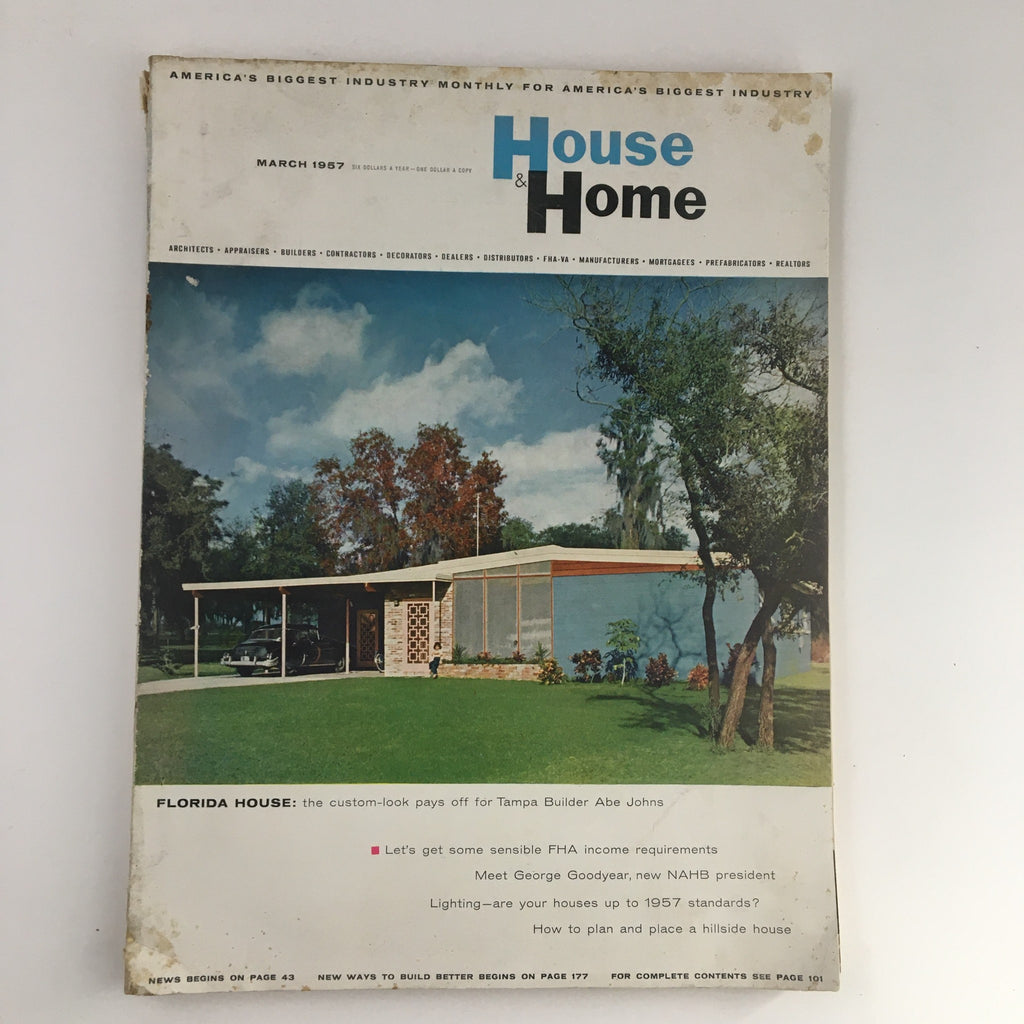 AMERICA'S BIGGEST INDUSTRY MONTHLY FOR AMERICA'S BIGGEST INDUSTRY
House
MARCH 1957 SIX DOLLARS A YEAR—ONE DOLLAR A COPY
& Home
ARCHITECTS • APPRAISERS • BUILDERS • CONTRACTORS • DECORATORS • DEALERS • DISTRIBUTORS • FHA-VA • MANUFACTURERS • MORTGAGEES • PREFABRICATORS • REALTORS
FLORIDA HOUSE: the custom-look pays off for Tampa Builder Abe Johns
Let's get some sensible FHA income requirements
Meet George Goodyear, new NAHB president
Lighting—are your houses up to 1957 standards?
How to plan and place a hillside house
NEWS BEGINS ON PAGE 43 NEW WAYS TO BUILD BETTER BEGINS ON PAGE 177 FOR COMPLETE CONTENTS SEE PAGE 101